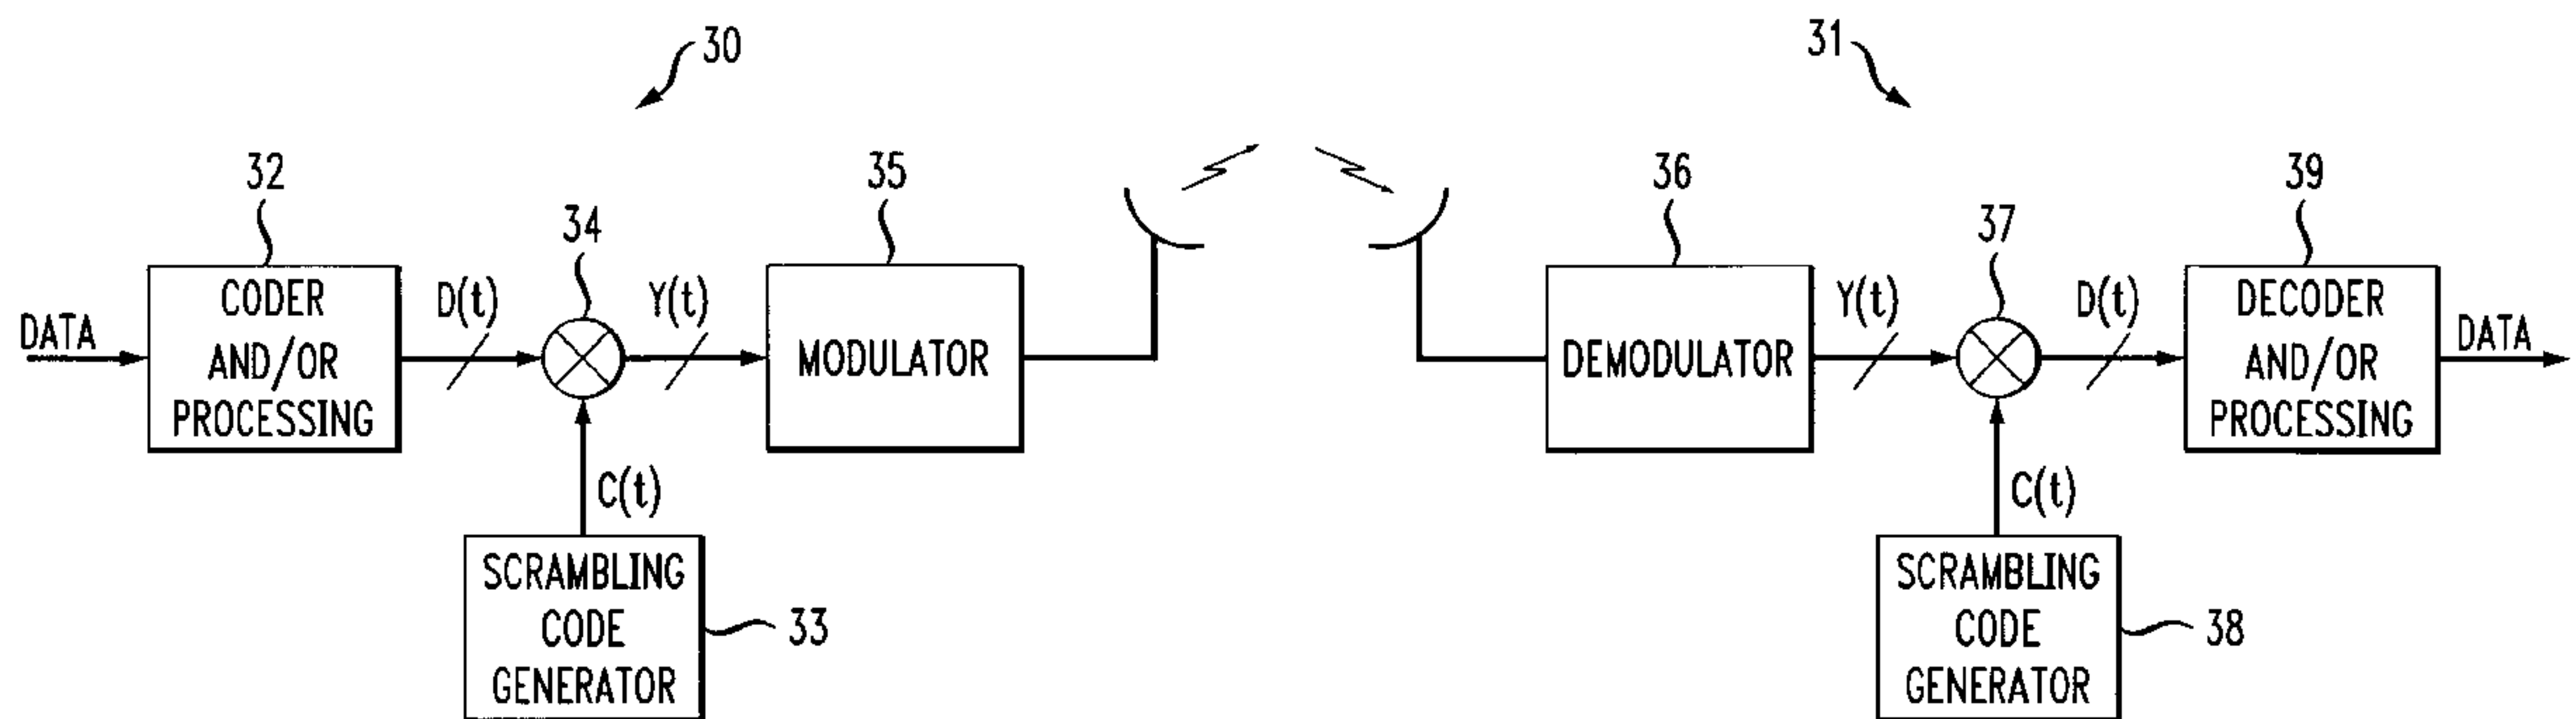 30
31
32
34
35
36
37
39
DATA
CODER
AND/OR
PROCESSING
D(t)
Y(t)
MODULATOR
DEMODULATOR
Y(t)
D(t)
DECODER
AND/OR
PROCESSING
DATA
C(t)
C(t)
SCRAMBLING
CODE
GENERATOR
33
SCRAMBLING
CODE
GENERATOR
38